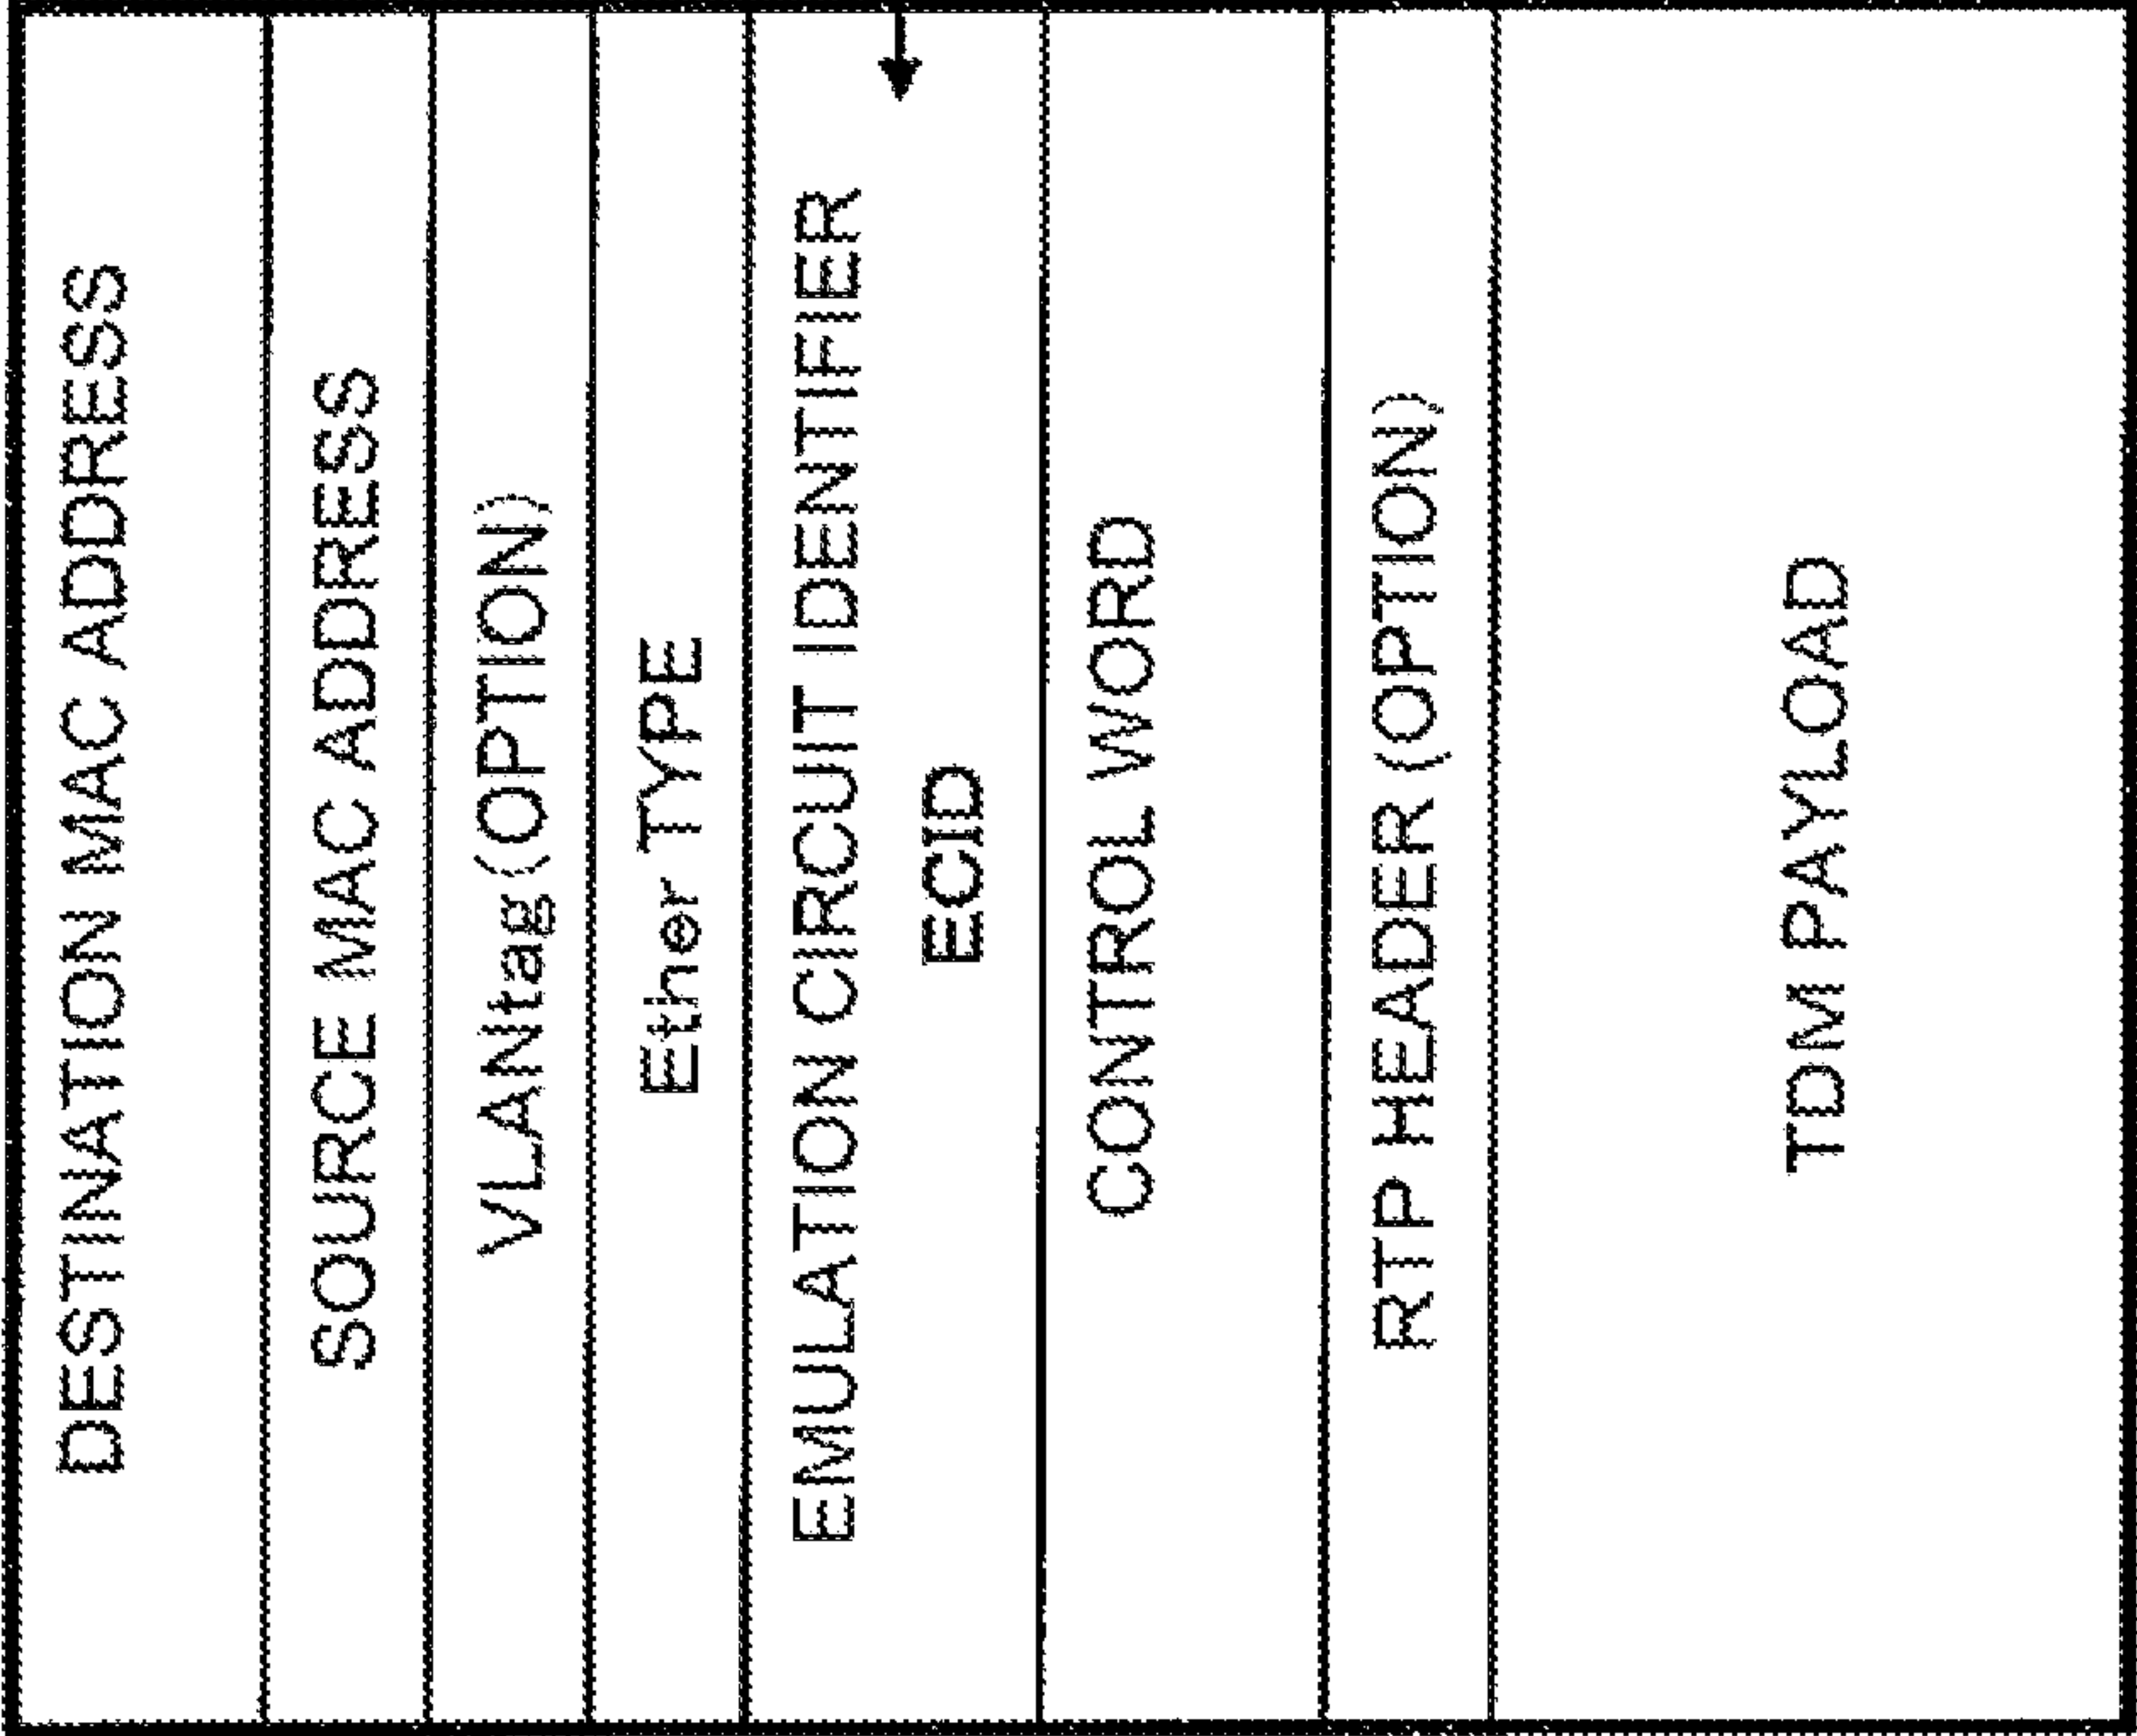 DESTINATION MAC ADDRESS
SOURCE MAC ADDRESS
VLANtag(OPTION)
Ether TYPE
EMULATION CIRCUIT IDENTIFIER
ECID
CONTROL WORD
RTP HEADER (OPTION)
TDM PAYLOAD